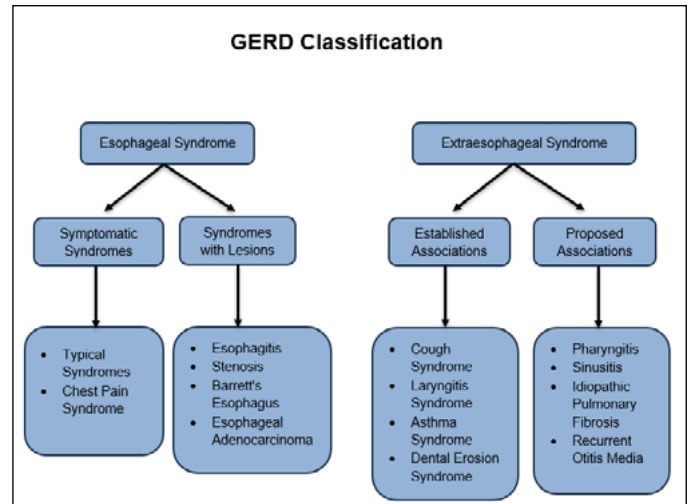 GERD Classification
Esophageal Syndrome
Extraesophageal Syndrome
Symptomatic
Syndromes
Syndromes
with Lesions
Established
Associations
Proposed
Associations
• Typical
Syndromes
• Chest Pain
Syndrome
• Esophagitis
• Stenosis
• Barrett's
Esophagus
• Esophageal
Adenocarcinoma
• Cough
Syndrome
• Laryngitis
Syndrome
• Asthma
Syndrome
• Dental Erosion
Syndrome
• Pharyngitis
• Sinusitis
• Idiopathic
Pulmonary
Fibrosis
• Recurrent
Otitis Media